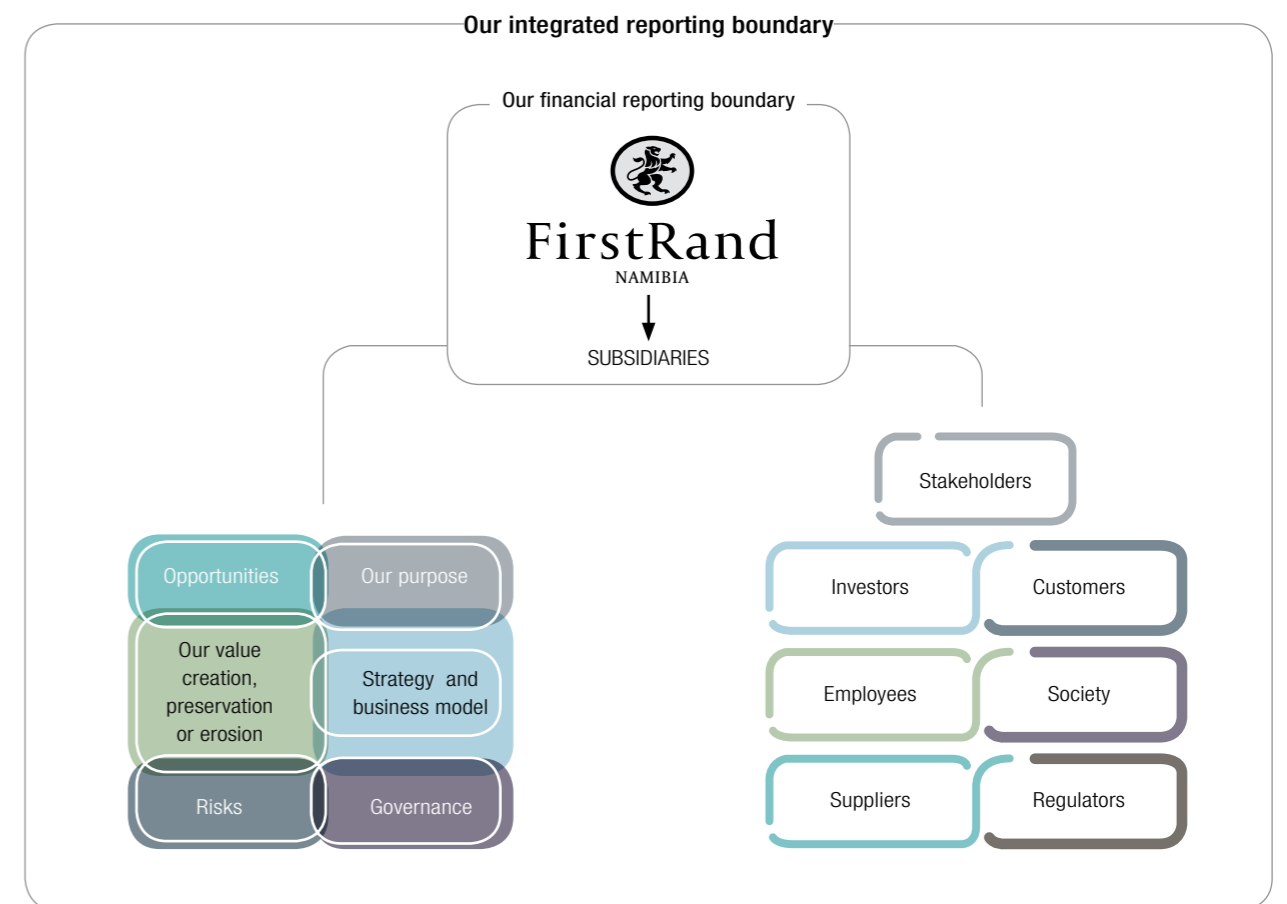 Our integrated reporting boundary
Our financial reporting boundary
FirstRand
NAMIBIA
SUBSIDIARIES
Opportunities
Our purpose
Our value
creation,
preservation
or erosion
Strategy and
business model
Risks
Governance
Stakeholders
Investors
Customers
Employees
Society
Suppliers
Regulators